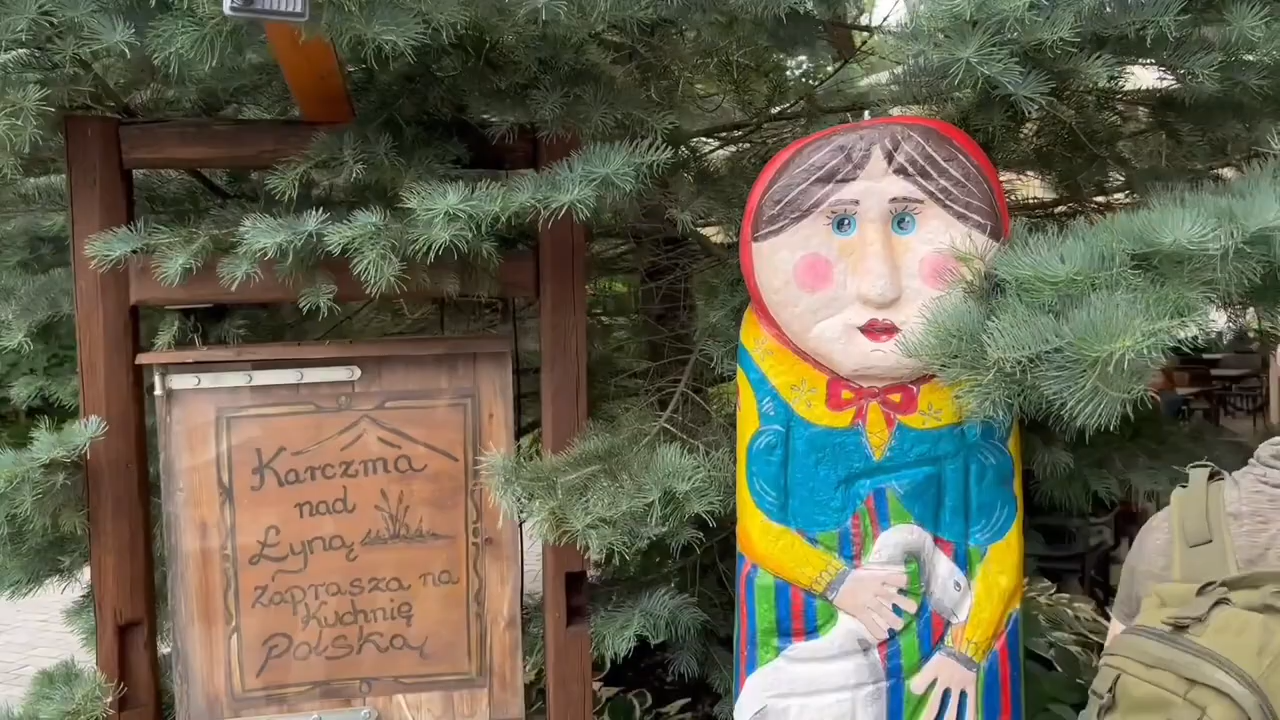 Karczma
nad
Łyną
zaprasza na
Kuchnię
Polską